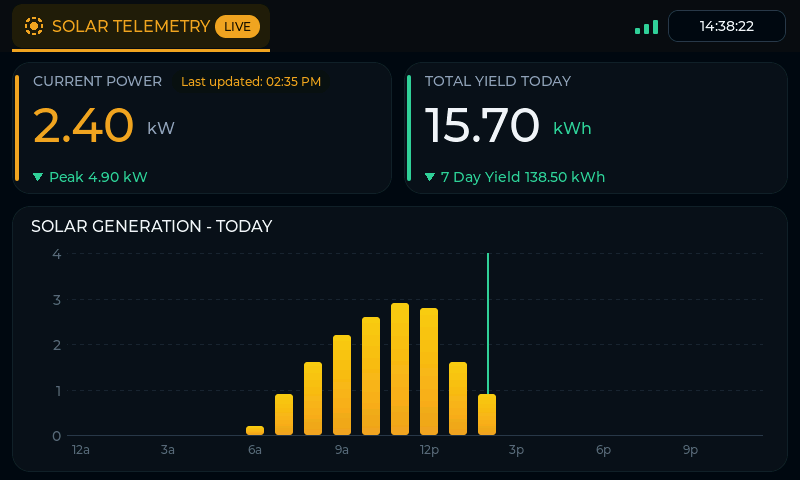 SOLAR TELEMETRY LIVE
14:38:22
CURRENT POWER Last updated: 02:35 PM
2.40 kW
Peak 4.90 kW
TOTAL YIELD TODAY
15.70 kWh
7 Day Yield 138.50 kWh
SOLAR GENERATION - TODAY
4
3
2
1
0
12a 3a 6a 9a 12p 3p 6p 9p